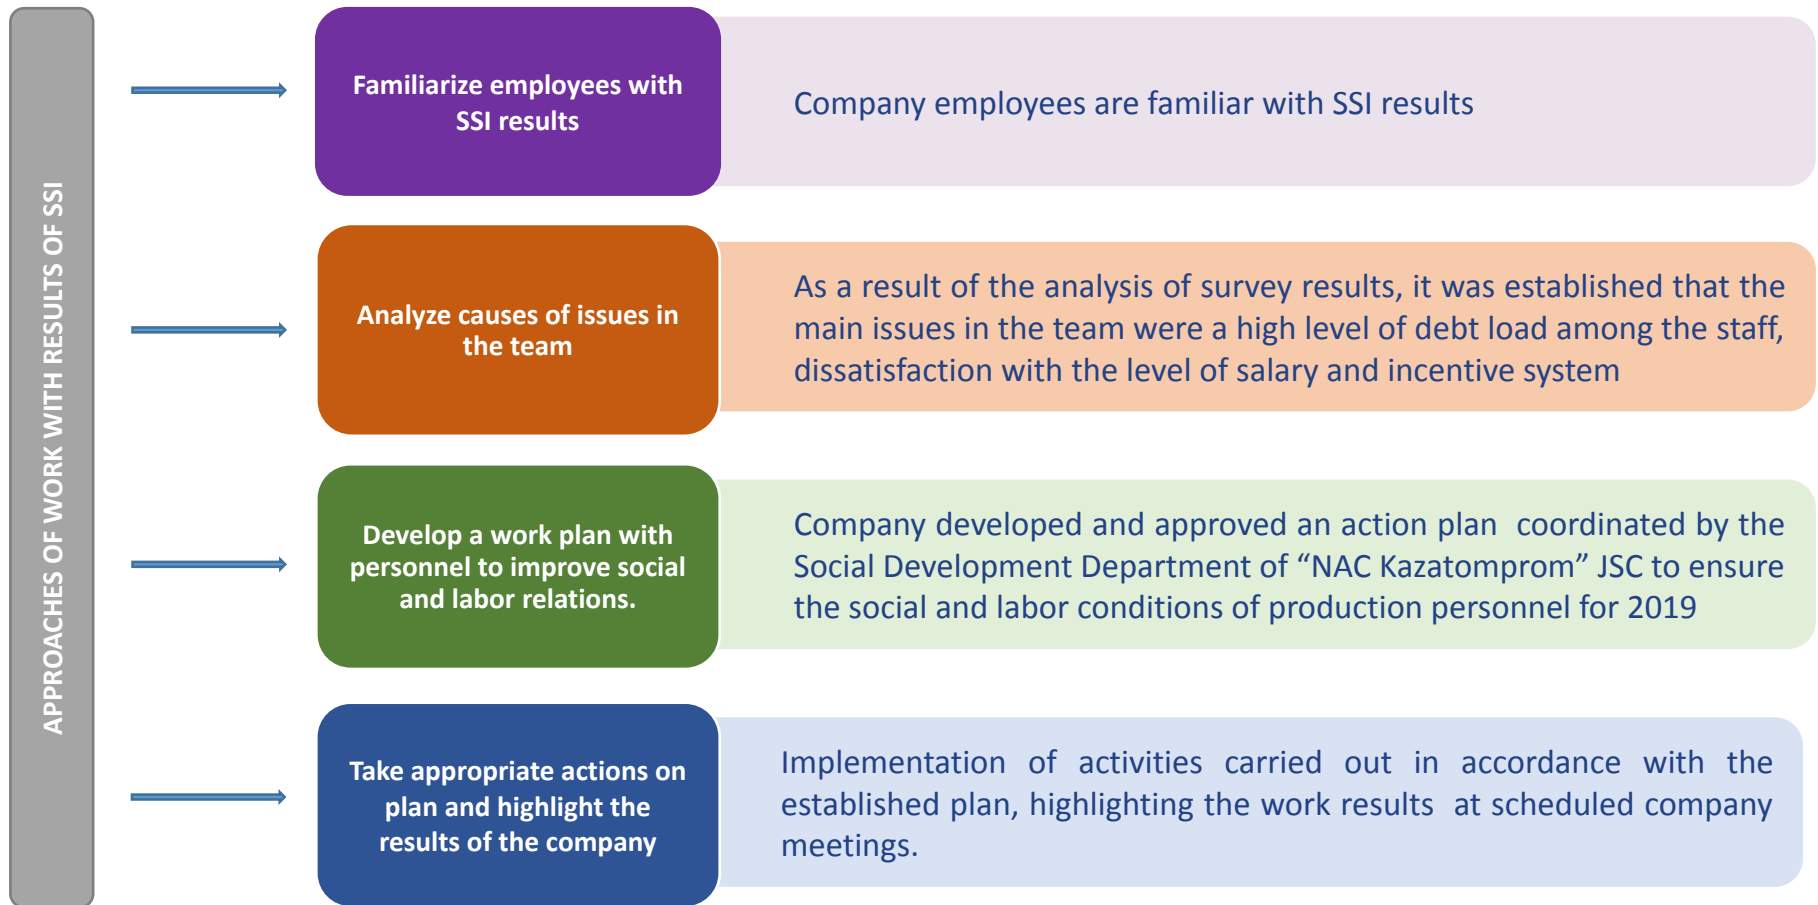 APPROACHES OF WORK WITH RESULTS OF SSI
Familiarize employees with
SSI results
Company employees are familiar with SSI results
Analyze causes of issues in
the team
As a result of the analysis of survey results, it was established that the
main issues in the team were a high level of debt load among the staff,
dissatisfaction with the level of salary and incentive system
Develop a work plan with
personnel to improve social
and labor relations.
Company developed and approved an action plan coordinated by the
Social Development Department of “NAC Kazatomprom” JSC to ensure
the social and labor conditions of production personnel for 2019
Take appropriate actions on
plan and highlight the
results of the company
Implementation of activities carried out in accordance with the
established plan, highlighting the work results at scheduled company
meetings.